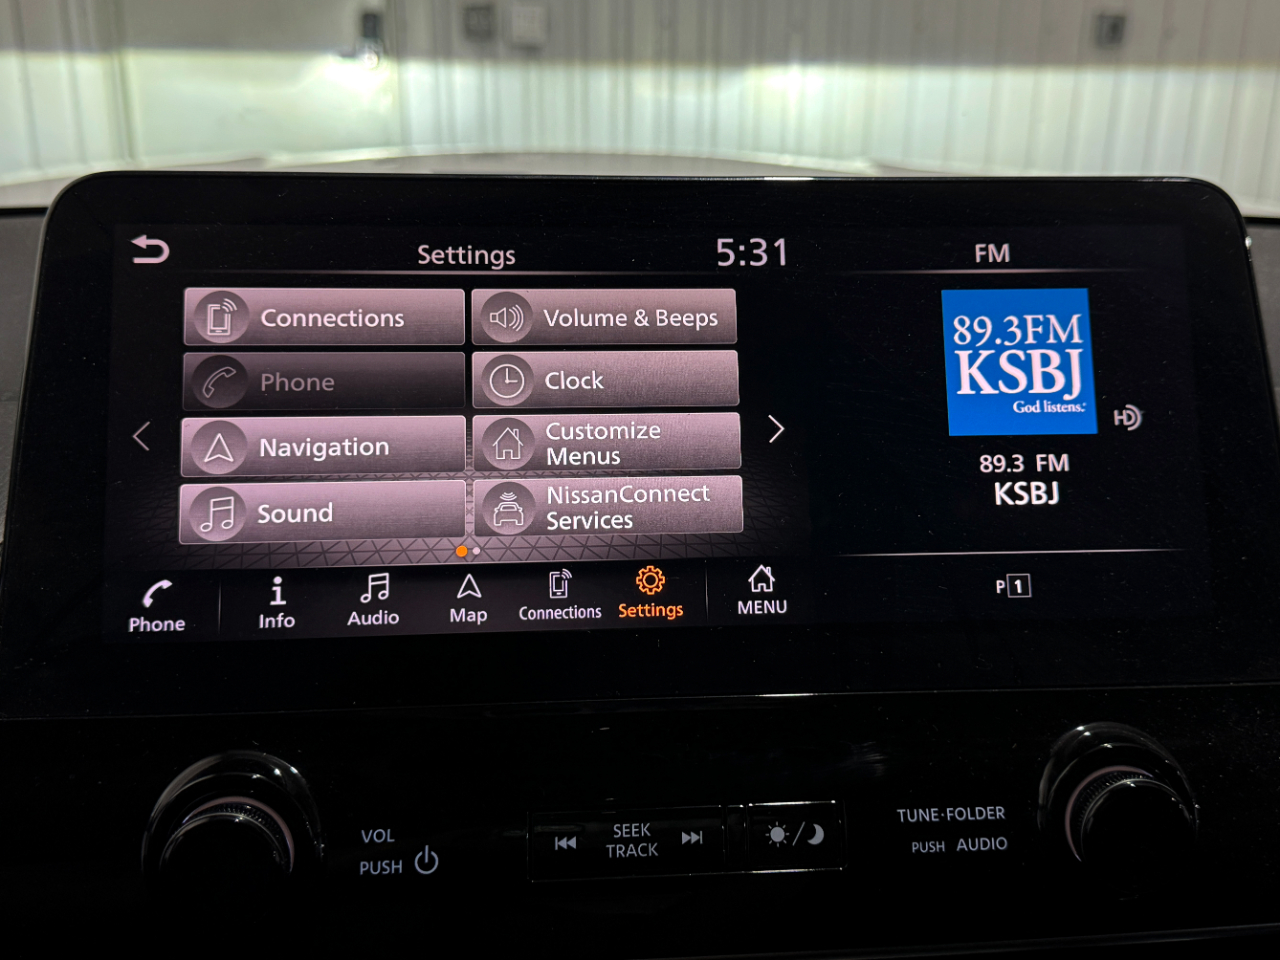 Settings
5:31
FM
Connections
Volume & Beeps
Phone
Clock
Navigation
Customize
Menus
Sound
NissanConnect
Services
89.3FM
KSBJ
God listens.
HD
89.3 FM
KSBJ
P 1
Phone
Info
Audio
Map
Connections
Settings
MENU
VOL
PUSH
SEEK
TRACK
TUNE·FOLDER
PUSH AUDIO